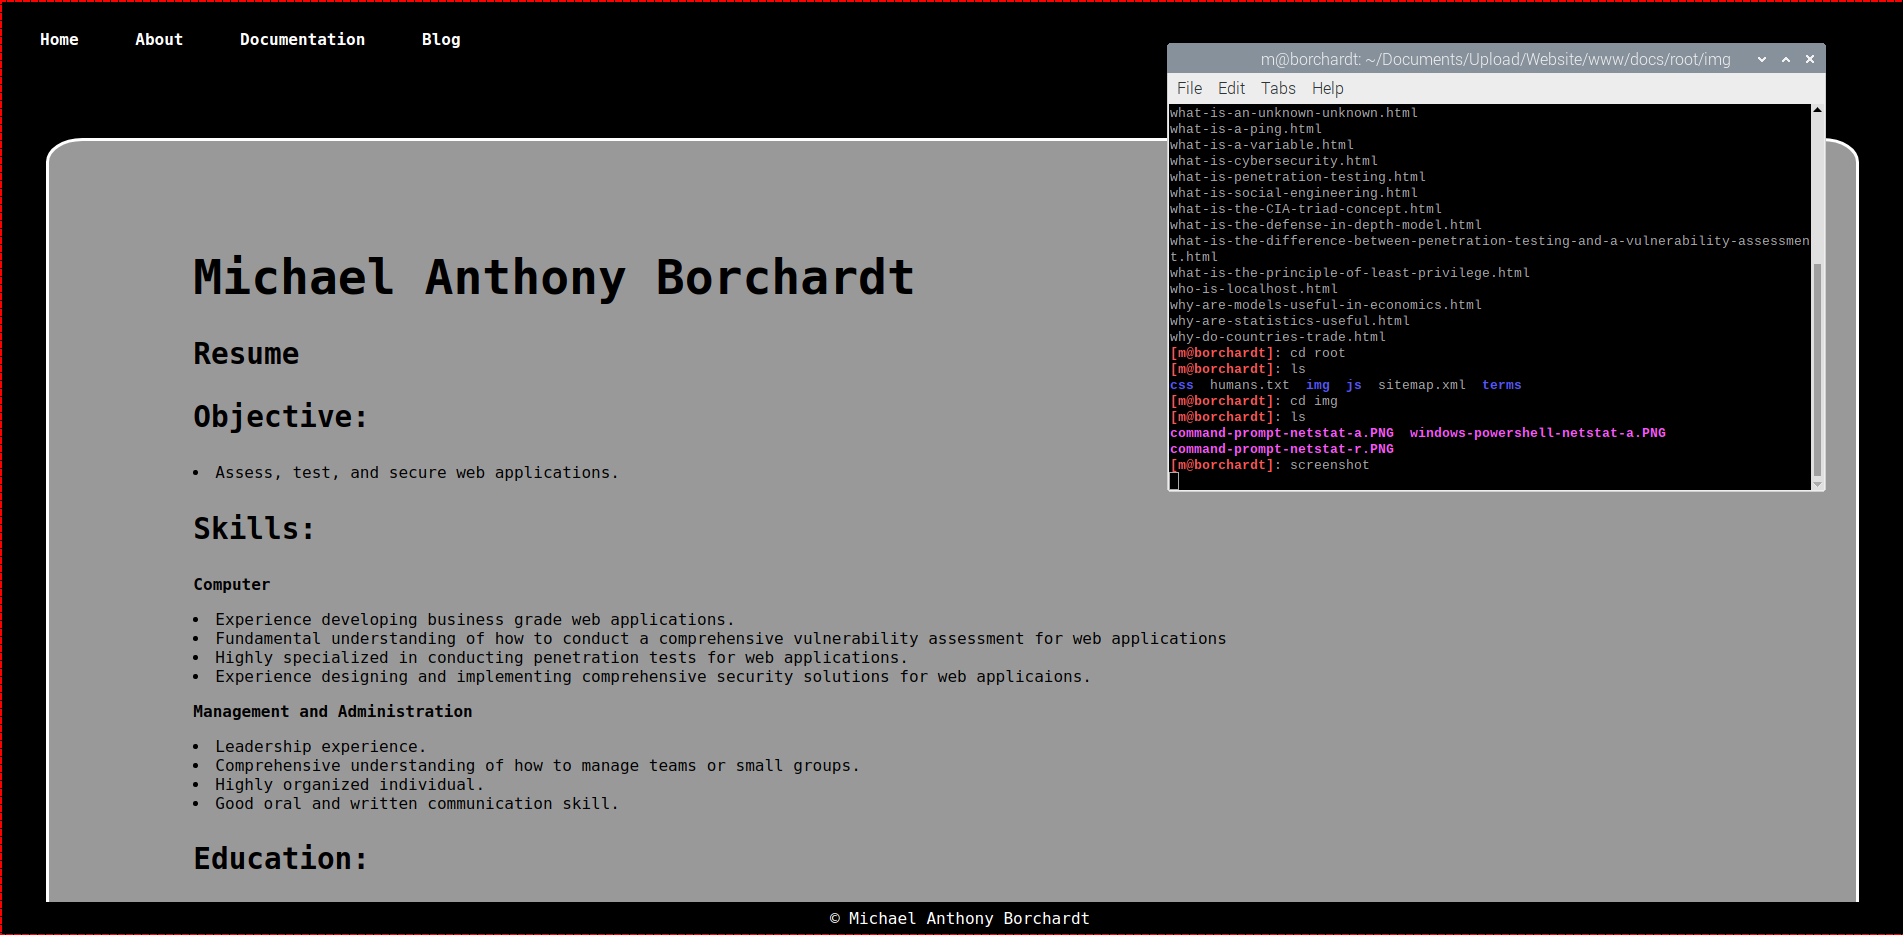 Home About Documentation Blog
m@borchardt: ~/Documents/Upload/Website/www/docs/root/img
File Edit Tabs Help
what-is-an-unknown-unknown.html
what-is-a-ping.html
what-is-a-variable.html
what-is-cybersecurity.html
what-is-penetration-testing.html
what-is-social-engineering.html
what-is-the-CIA-triad-concept.html
what-is-the-defense-in-depth-model.html
what-is-the-difference-between-penetration-testing-and-a-vulnerability-assessmen
t.html
what-is-the-principle-of-least-privilege.html
who-is-localhost.html
why-are-models-useful-in-economics.html
why-are-statistics-useful.html
why-do-countries-trade.html
[m@borchardt]: cd root
[m@borchardt]: ls
css humans.txt img js sitemap.xml terms
[m@borchardt]: cd img
[m@borchardt]: ls
command-prompt-netstat-a.PNG windows-powershell-netstat-a.PNG
command-prompt-netstat-r.PNG
[m@borchardt]: screenshot
Michael Anthony Borchardt
Resume
Objective:
• Assess, test, and secure web applications.
Skills:
Computer
• Experience developing business grade web applications.
• Fundamental understanding of how to conduct a comprehensive vulnerability assessment for web applications
• Highly specialized in conducting penetration tests for web applications.
• Experience designing and implementing comprehensive security solutions for web applicaions.
Management and Administration
• Leadership experience.
• Comprehensive understanding of how to manage teams or small groups.
• Highly organized individual.
• Good oral and written communication skill.
Education:
© Michael Anthony Borchardt